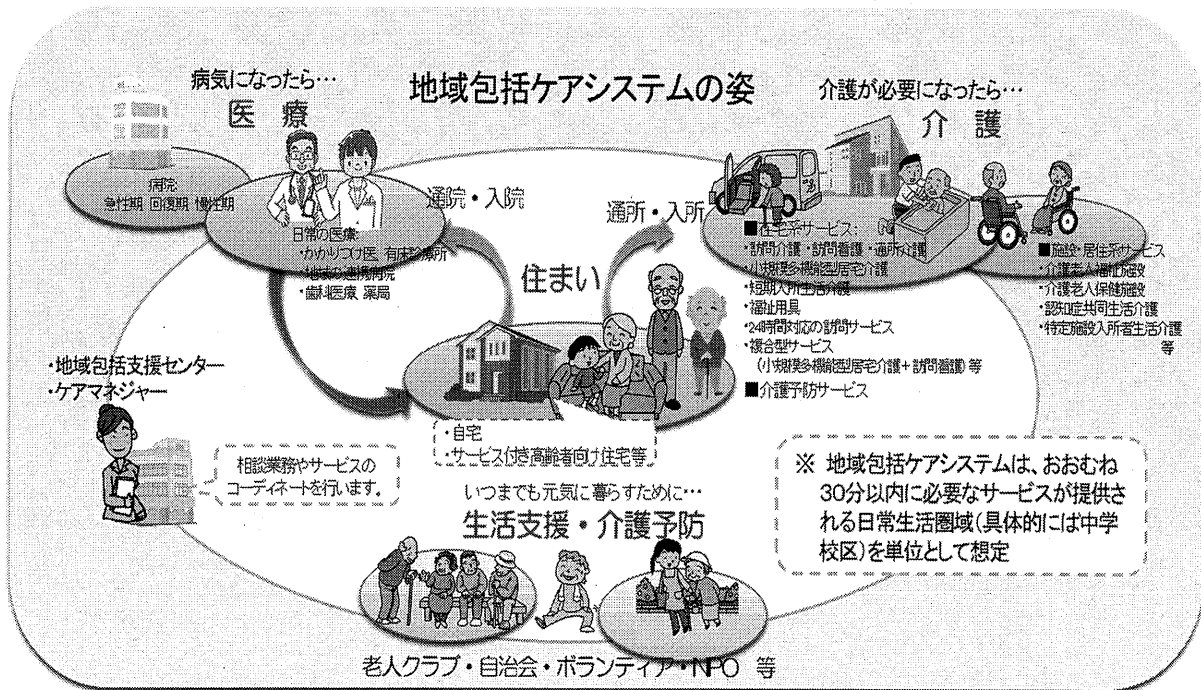 地域包括ケアシステムの姿
病気になったら…
医 療
病院:
急性期 回復期 慢性期
日常の医療:
・かかりつけ医、有床診療所
・地域の連携病院
・歯科医療、薬局
通院・入院
住まい
通所・入所
介護が必要になったら…
介 護
■在宅系サービス:
・訪問介護 ・訪問看護 ・通所介護
・小規模多機能型居宅介護
・短期入所生活介護
・福祉用具
・24時間対応の訪問サービス
・複合型サービス
(小規模多機能型居宅介護+訪問看護) 等
■介護予防サービス
■施設・居住系サービス
・介護老人福祉施設
・介護老人保健施設
・認知症共同生活介護
・特定施設入所者生活介護
等
・地域包括支援センター
・ケアマネジャー
相談業務やサービスの
コーディネートを行います。
・自宅
・サービス付き高齢者向け住宅等
いつまでも元気に暮らすために…
生活支援・介護予防
老人クラブ・自治会・ボランティア・NPO 等
※ 地域包括ケアシステムは、おおむね
30分以内に必要なサービスが提供さ
れる日常生活圏域(具体的には中学
校区)を単位として想定